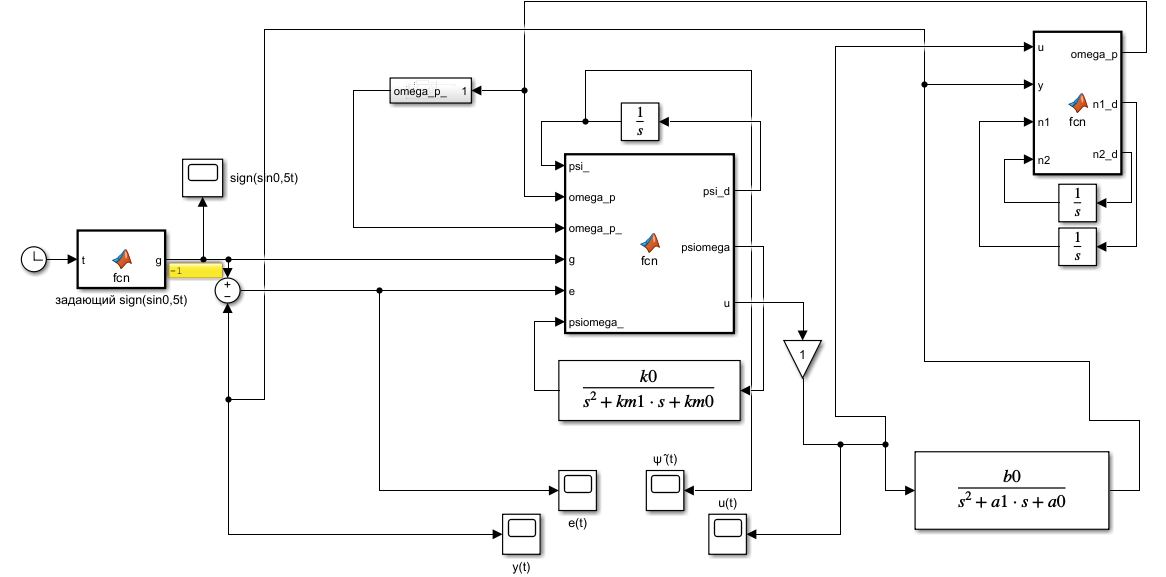 u
omega_p
omega_p_ 1
y
n1_d
fcn
n1
n2_d
n2
1
s
psi_
sign(sin0,5t)
psi_d
1
s
omega_p
omega_p_
psiomega
1
s
fcn
t
g
fcn
g
-1
задающий sign(sin0,5t)
+
−
e
u
psiomega_
1
k0
s² + km1 · s + km0
ψ˜(t)
b0
s² + a1 · s + a0
u(t)
e(t)
y(t)